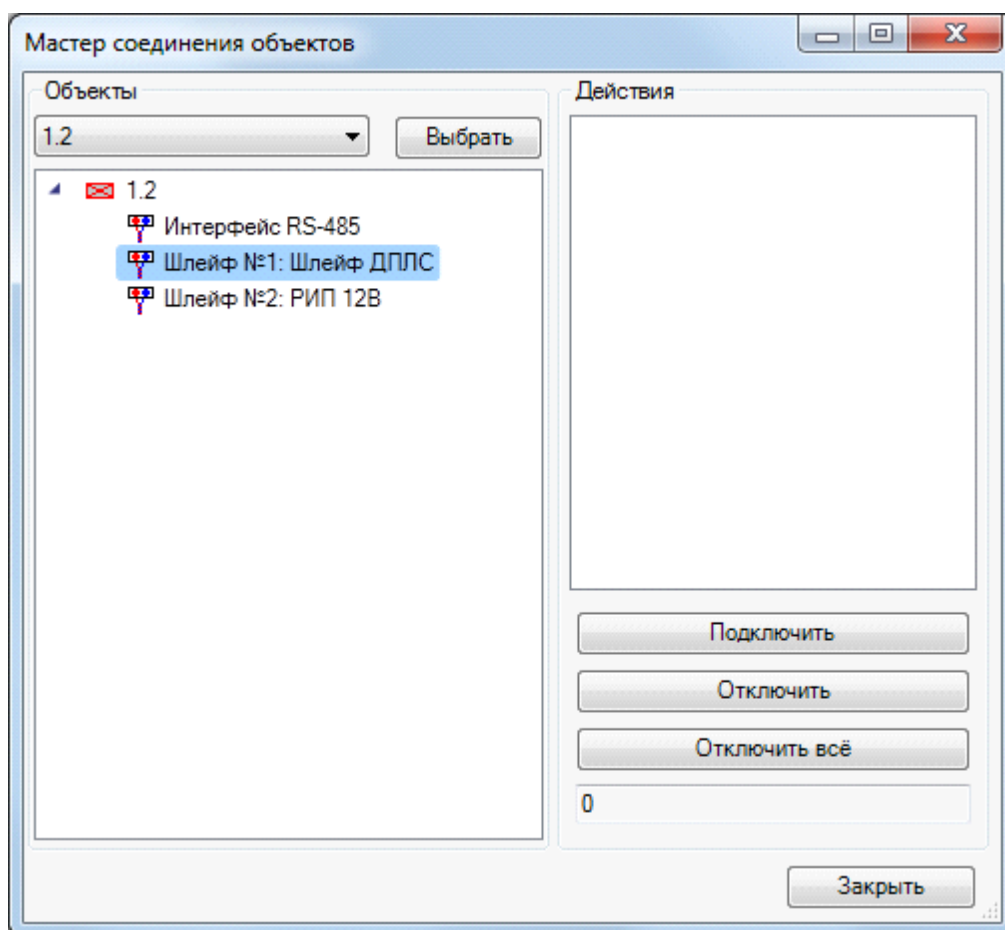 Мастер соединения объектов
Объекты
1.2
Выбрать
1.2
Интерфейс RS-485
Шлейф №1: Шлейф ДПЛС
Шлейф №2: РИП 12В
Действия
Подключить
Отключить
Отключить всё
0
Закрыть